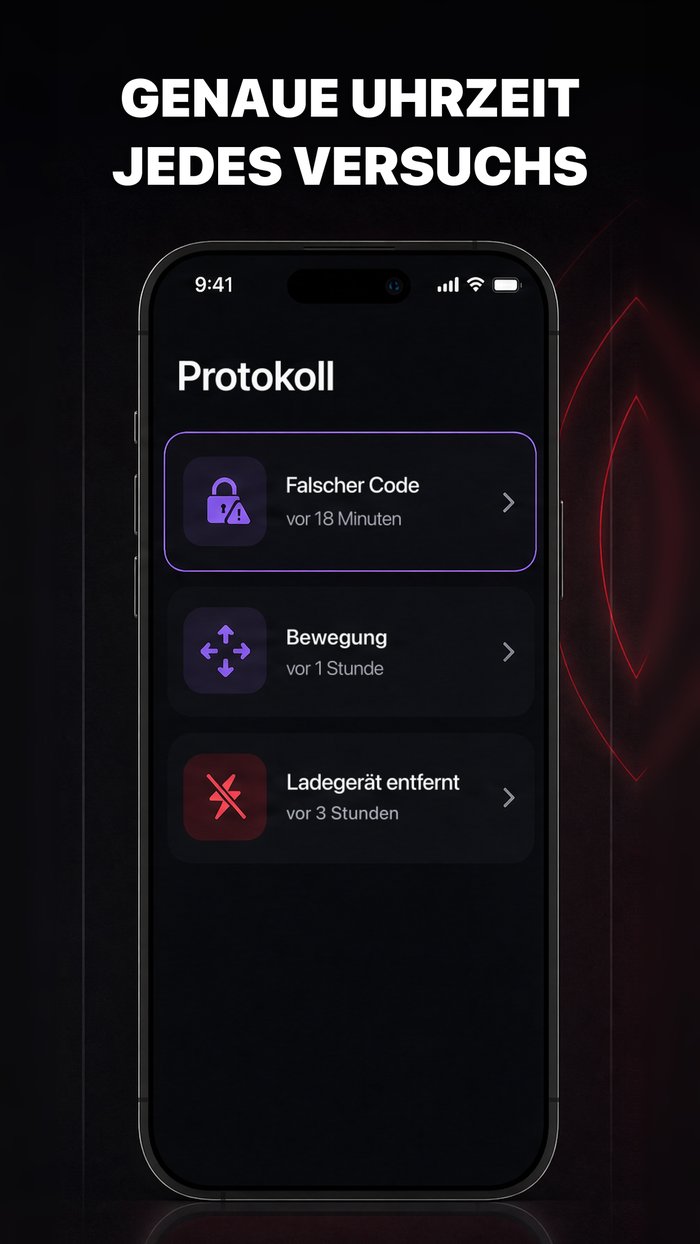 GENAUE UHRZEIT
JEDES VERSUCHS
9:41
Protokoll
Falscher Code
vor 18 Minuten
Bewegung
vor 1 Stunde
Ladegerät entfernt
vor 3 Stunden